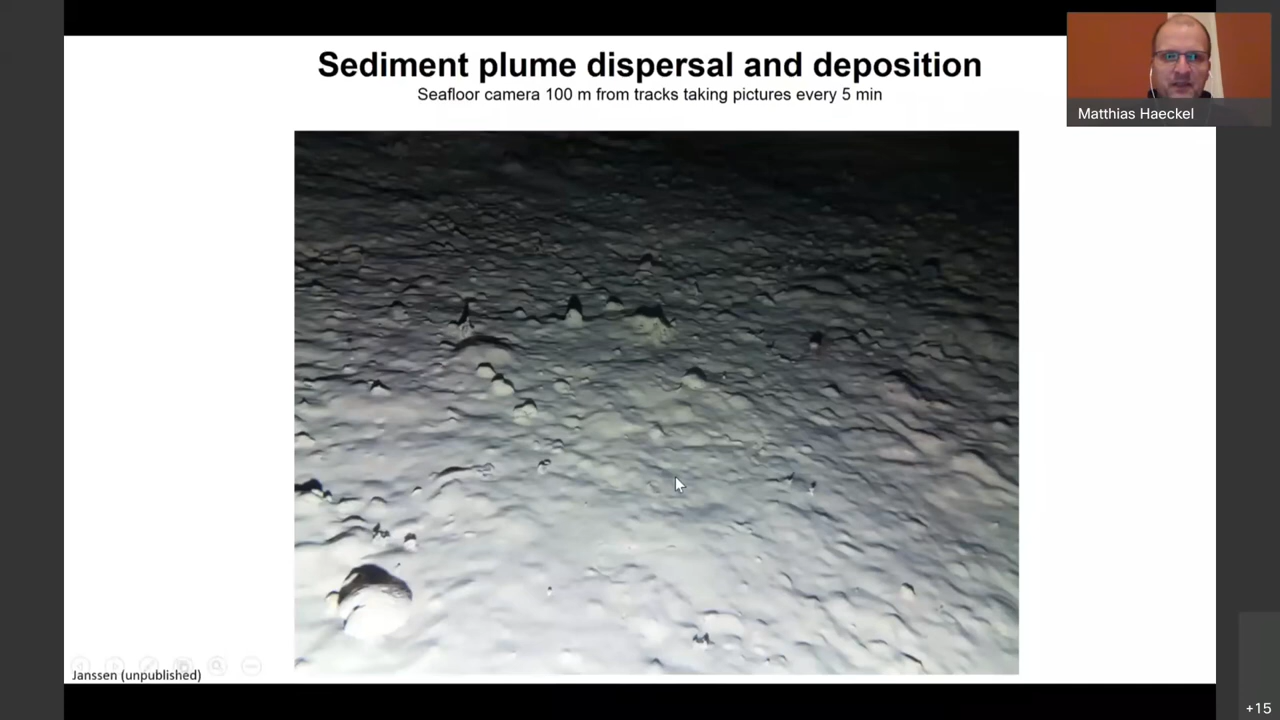 Sediment plume dispersal and deposition
Seafloor camera 100 m from tracks taking pictures every 5 min
Matthias Haeckel
Janssen (unpublished)
+15